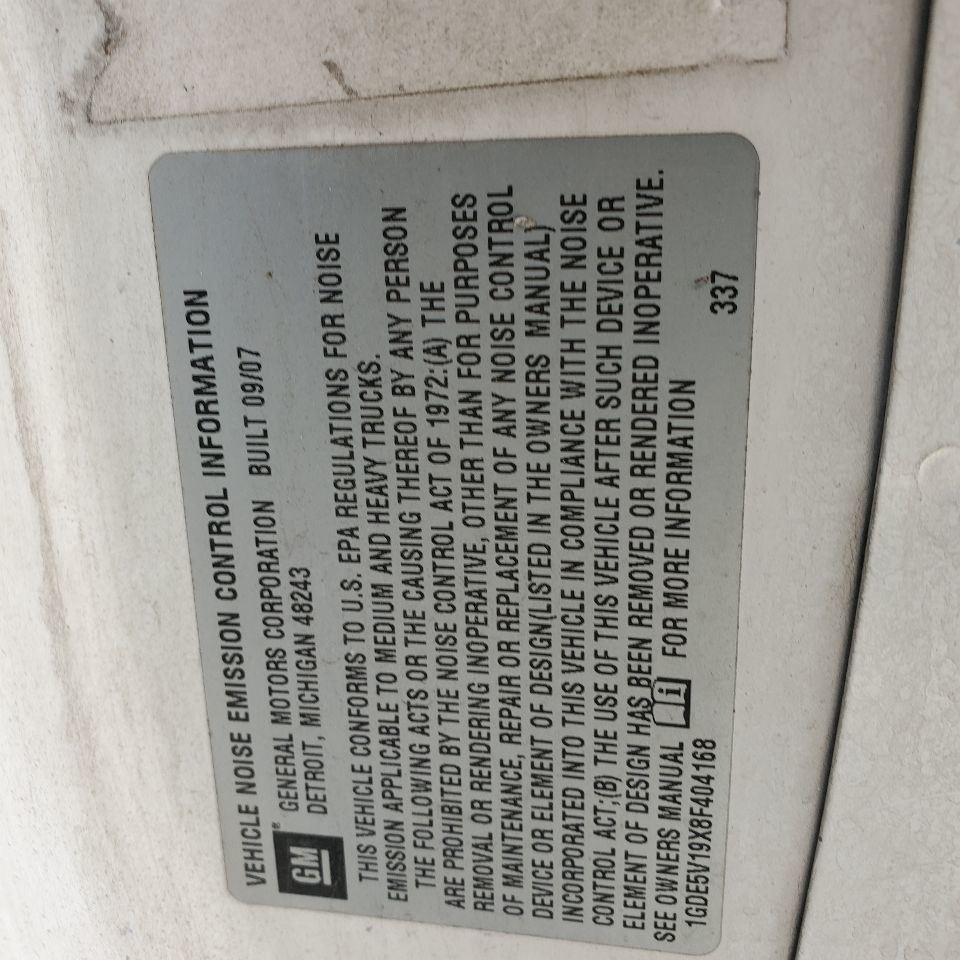 VEHICLE NOISE EMISSION CONTROL INFORMATION
GM®
GENERAL MOTORS CORPORATION BUILT 09/07
DETROIT, MICHIGAN 48243
THIS VEHICLE CONFORMS TO U.S. EPA REGULATIONS FOR NOISE
EMISSION APPLICABLE TO MEDIUM AND HEAVY TRUCKS.
THE FOLLOWING ACTS OR THE CAUSING THEREOF BY ANY PERSON
ARE PROHIBITED BY THE NOISE CONTROL ACT OF 1972:(A) THE
REMOVAL OR RENDERING INOPERATIVE, OTHER THAN FOR PURPOSES
OF MAINTENANCE, REPAIR OR REPLACEMENT OF ANY NOISE CONTROL
DEVICE OR ELEMENT OF DESIGN(LISTED IN THE OWNERS MANUAL)
INCORPORATED INTO THIS VEHICLE IN COMPLIANCE WITH THE NOISE
CONTROL ACT;(B) THE USE OF THIS VEHICLE AFTER SUCH DEVICE OR
ELEMENT OF DESIGN HAS BEEN REMOVED OR RENDERED INOPERATIVE.
SEE OWNERS MANUAL i FOR MORE INFORMATION
1GDE5V19X8F404168 337